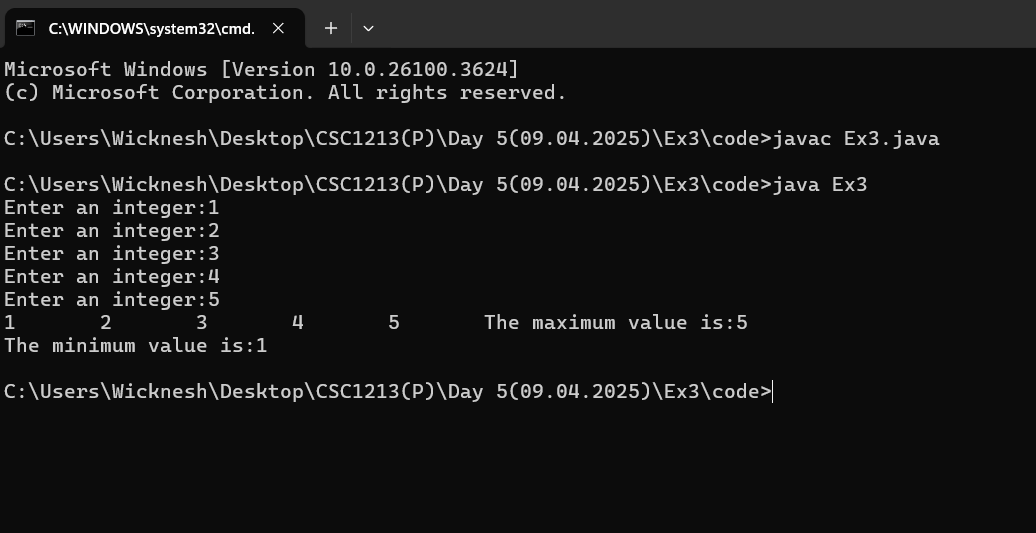 C:\WINDOWS\system32\cmd.
Microsoft Windows [Version 10.0.26100.3624]
(c) Microsoft Corporation. All rights reserved.
C:\Users\Wicknesh\Desktop\CSC1213(P)\Day 5(09.04.2025)\Ex3\code>javac Ex3.java
C:\Users\Wicknesh\Desktop\CSC1213(P)\Day 5(09.04.2025)\Ex3\code>java Ex3
Enter an integer:1
Enter an integer:2
Enter an integer:3
Enter an integer:4
Enter an integer:5
1       2       3       4       5       The maximum value is:5
The minimum value is:1
C:\Users\Wicknesh\Desktop\CSC1213(P)\Day 5(09.04.2025)\Ex3\code>